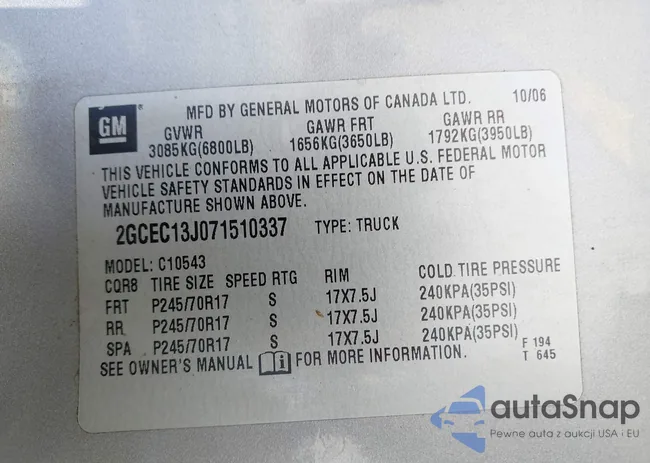 GM
MFD BY GENERAL MOTORS OF CANADA LTD. 10/06
GVWR GAWR FRT GAWR RR
3085KG(6800LB) 1656KG(3650LB) 1792KG(3950LB)
THIS VEHICLE CONFORMS TO ALL APPLICABLE U.S. FEDERAL MOTOR
VEHICLE SAFETY STANDARDS IN EFFECT ON THE DATE OF
MANUFACTURE SHOWN ABOVE.
2GCEC13J071510337 TYPE: TRUCK
MODEL: C10543
CQR8 TIRE SIZE SPEED RTG RIM COLD TIRE PRESSURE
FRT P245/70R17 S 17X7.5J 240KPA(35PSI)
RR P245/70R17 S 17X7.5J 240KPA(35PSI)
SPA P245/70R17 S 17X7.5J 240KPA(35PSI)
SEE OWNER'S MANUAL i FOR MORE INFORMATION.
F 194
T 645
autaSnap
Pewne auta z aukcji USA i EU